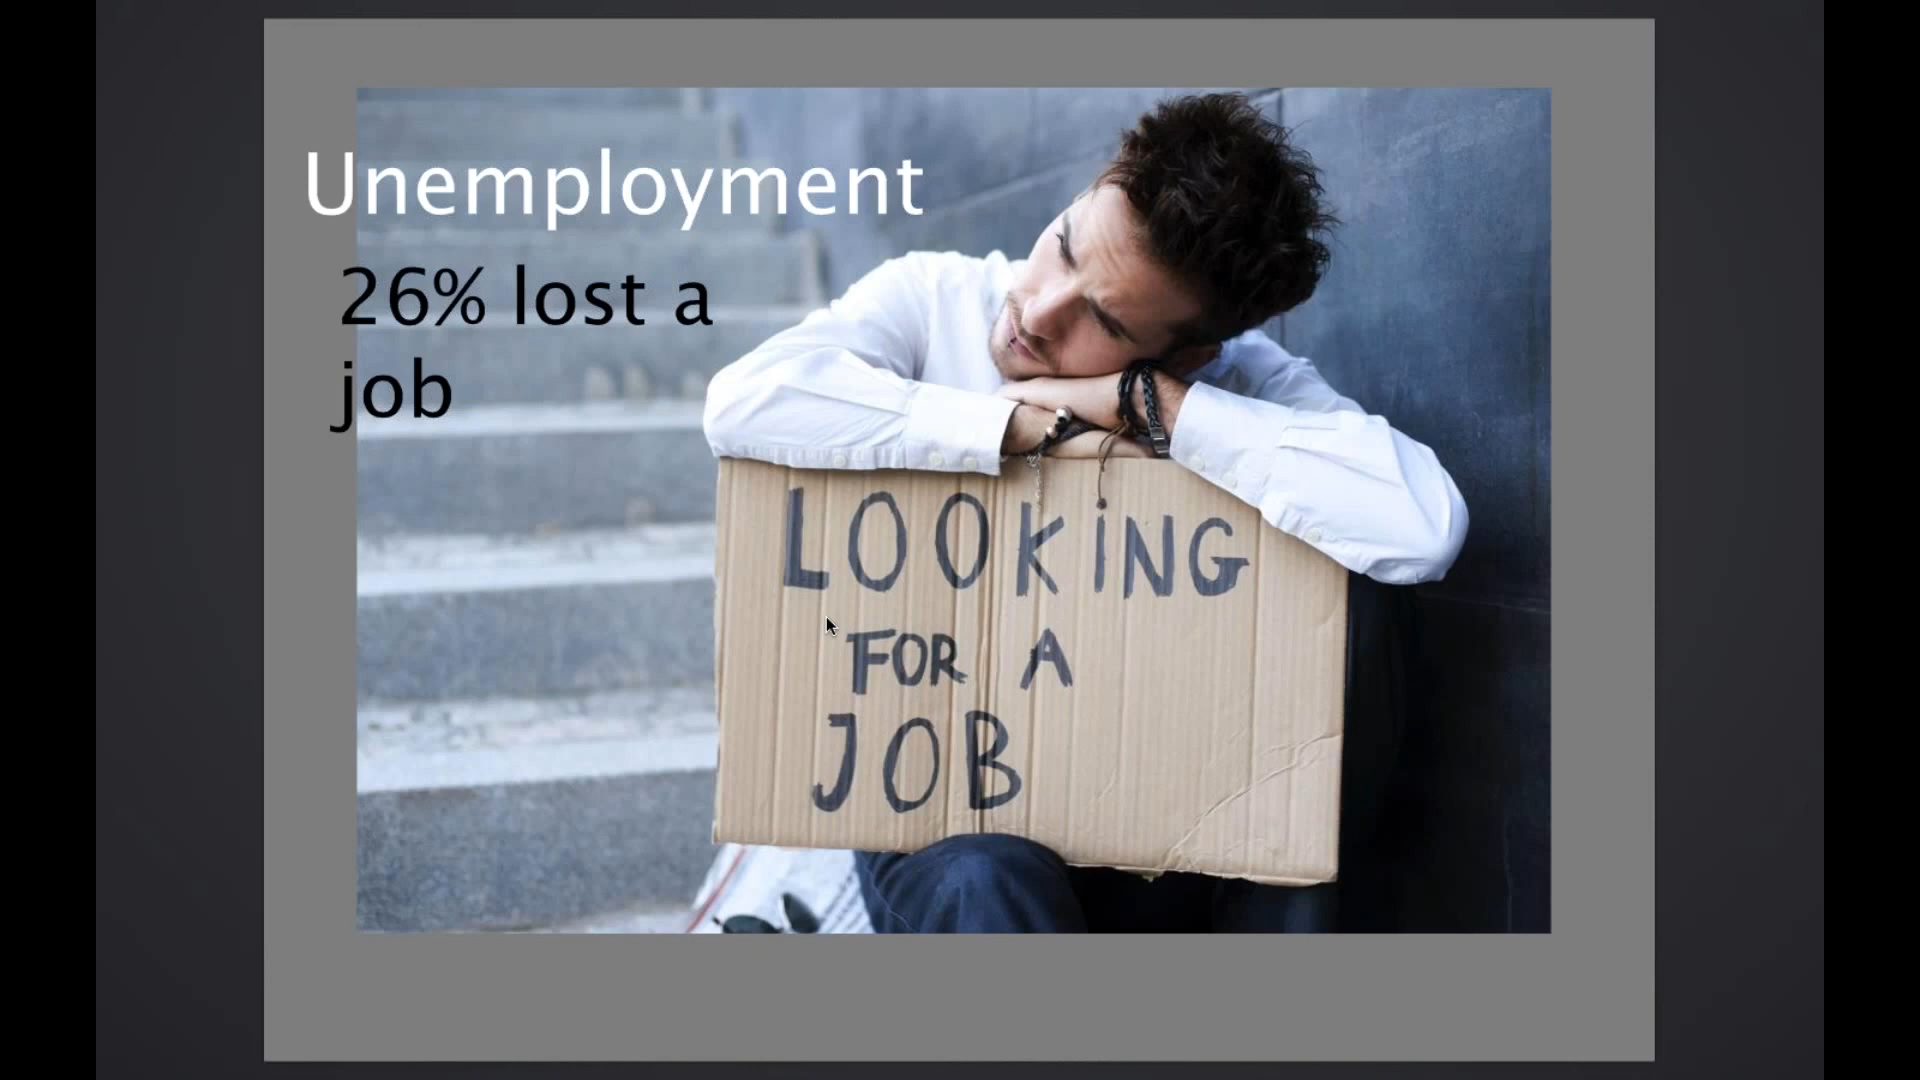 Unemployment
26% lost a
job
LOOKING
FOR A
JOB